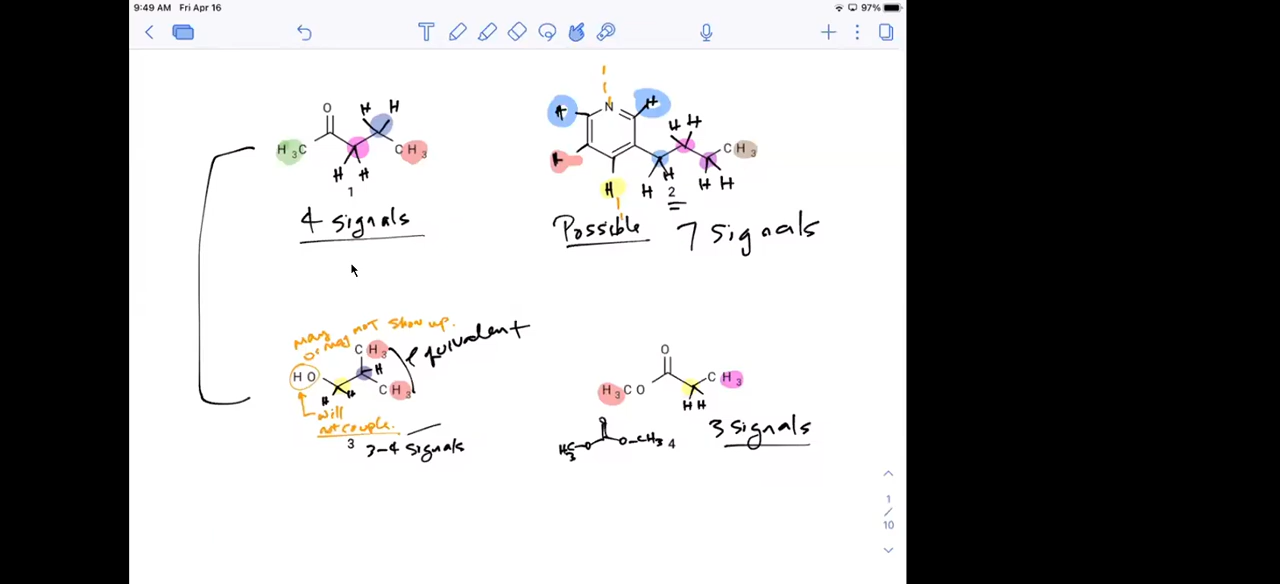 9:49 AM Fri Apr 16
97%
O
H H
H3C
CH3
H H
1
4 signals
N
H
H
H
H H
CH3
H
H
H
H H
2
Possible
7 signals
may or may not show up.
CH3
equivalent
HO
H
CH3
H
H
will
not couple.
3
3-4 signals
O
H3CO
CH3
HH
O
H3C-O
O-CH3
4
3 signals
1
/
10